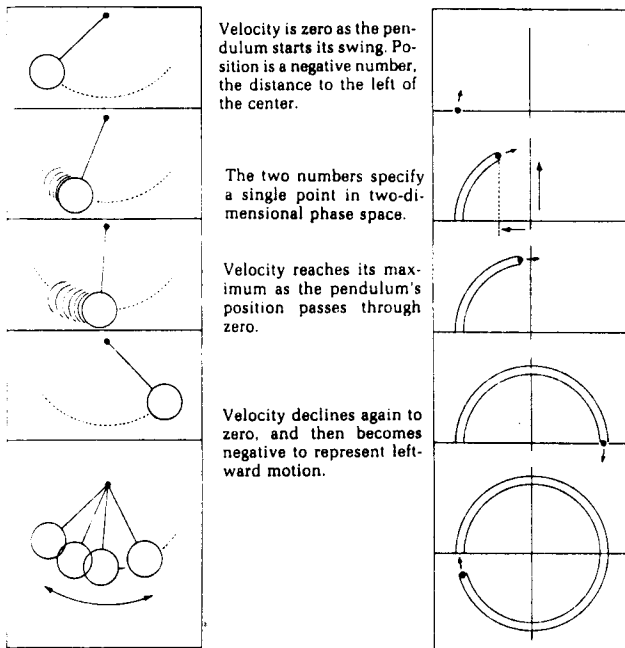 Velocity is zero as the pen-
dulum starts its swing. Po-
sition is a negative number,
the distance to the left of
the center.
The two numbers specify
a single point in two-di-
mensional phase space.
Velocity reaches its max-
imum as the pendulum's
position passes through
zero.
Velocity declines again to
zero, and then becomes
negative to represent left-
ward motion.